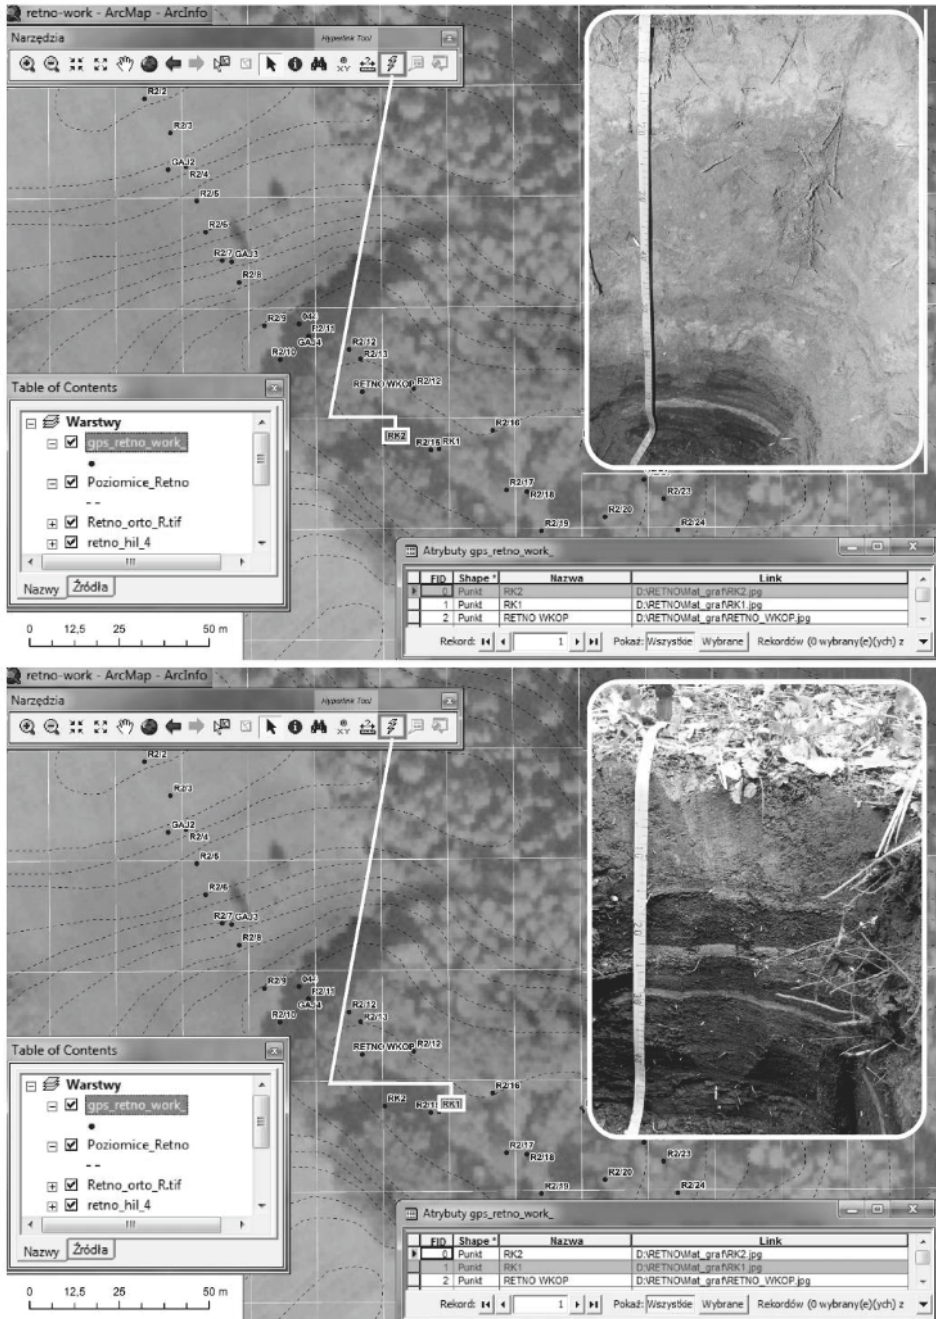 retno-work - ArcMap - ArcInfo
Narzędzia
Hyperlink Tool
R2/2
R2/3
GAJ2
R2/4
R2/5
R2/6
R2/7 GAJ3
R2/8
R2/9
044
R2/11
GAJ4
R2/10
R2/12
R2/13
RETNO WKOP
R2/12
R2/16
RK2
RK1
R2/17
R2/18
R2/19
R2/20
R2/23
R2/24
Table of Contents
Warstwy
gps_retno_work_
Poziomice_Retno
Retno_orto_R.tif
retno_hil_4
Nazwy Źródła
0 12,5 25 50 m
Atrybuty gps_retno_work_
FID Shape * Nazwa Link
0 Punkt RK2 D:\RETNO\Mat_graf\RK2.jpg
1 Punkt RK1 D:\RETNO\Mat_graf\RK1.jpg
2 Punkt RETNO WKOP D:\RETNO\Mat_graf\RETNO_WKOP.jpg
Rekord: 1 Pokaż: Wszystkie Wybrane Rekordów (0 wybrany(e)(ych) z
retno-work - ArcMap - ArcInfo
Narzędzia
Hyperlink Tool
R2/2
R2/3
GAJ2
R2/4
R2/5
R2/6
R2/7 GAJ3
R2/8
R2/9
044
R2/11
GAJ4
R2/10
R2/12
R2/13
RETNO WKOP
R2/12
R2/16
RK2
RK1
R2/17
R2/18
R2/19
R2/20
R2/23
R2/24
Table of Contents
Warstwy
gps_retno_work_
Poziomice_Retno
Retno_orto_R.tif
retno_hil_4
Nazwy Źródła
0 12,5 25 50 m
Atrybuty gps_retno_work_
FID Shape * Nazwa Link
0 Punkt RK2 D:\RETNO\Mat_graf\RK2.jpg
1 Punkt RK1 D:\RETNO\Mat_graf\RK1.jpg
2 Punkt RETNO WKOP D:\RETNO\Mat_graf\RETNO_WKOP.jpg
Rekord: 1 Pokaż: Wszystkie Wybrane Rekordów (0 wybrany(e)(ych) z